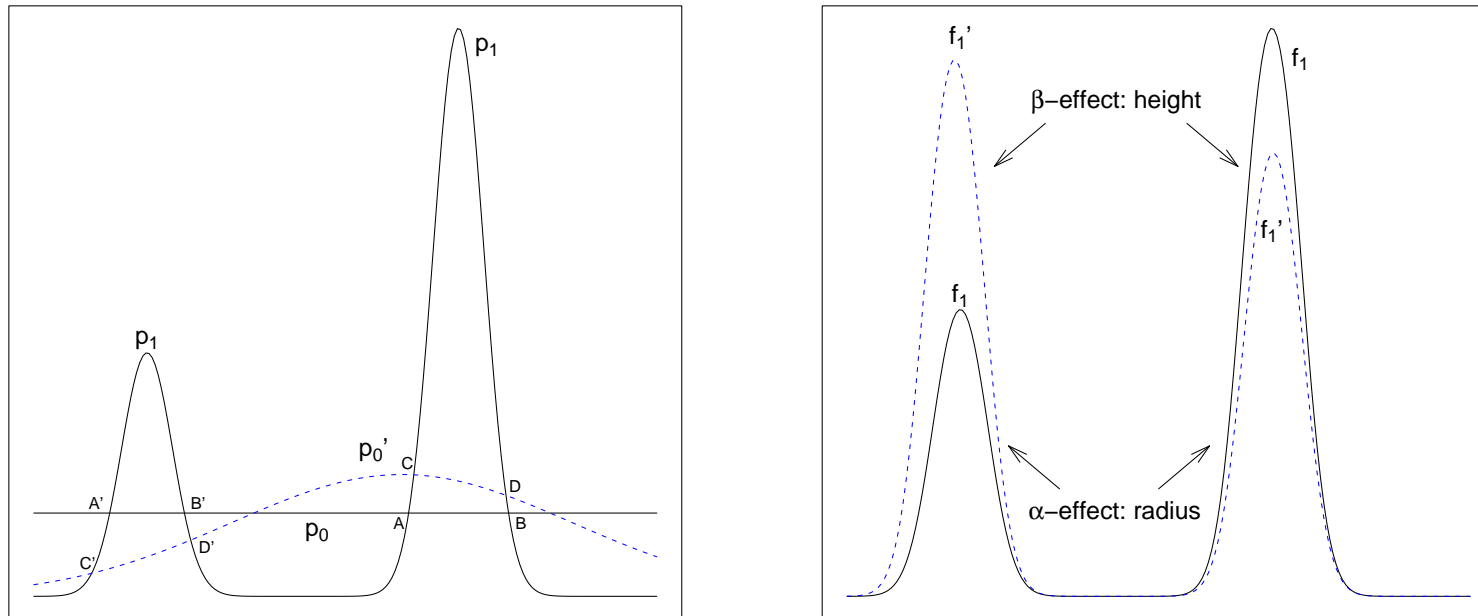 p1
p1
p0'
C
D
A'
B'
A
B
p0
D'
C'
f1'
f1
β−effect: height
f1'
f1
α−effect: radius